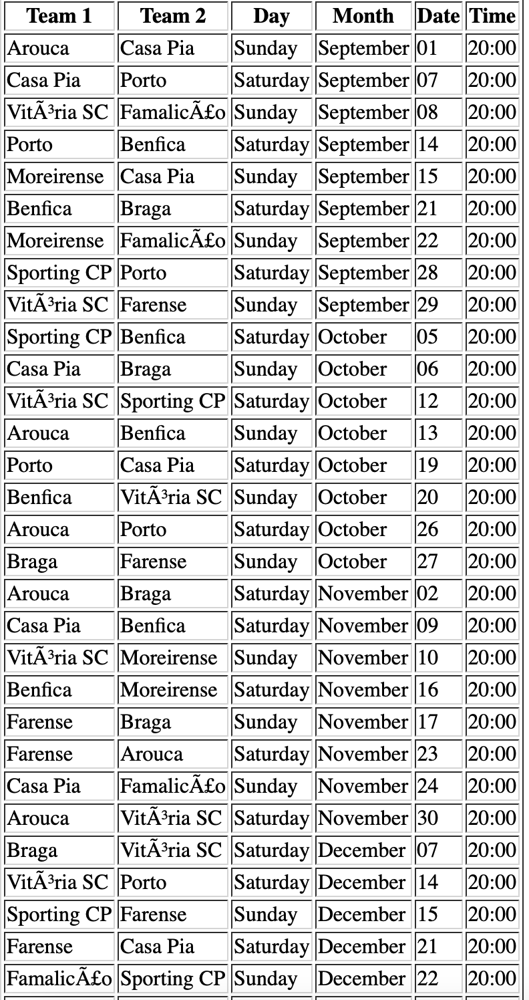 Team 1 Team 2 Day Month Date Time
Arouca Casa Pia Sunday September 01 20:00
Casa Pia Porto Saturday September 07 20:00
VitÃ³ria SC FamalicÃ£o Sunday September 08 20:00
Porto Benfica Saturday September 14 20:00
Moreirense Casa Pia Sunday September 15 20:00
Benfica Braga Saturday September 21 20:00
Moreirense FamalicÃ£o Sunday September 22 20:00
Sporting CP Porto Saturday September 28 20:00
VitÃ³ria SC Farense Sunday September 29 20:00
Sporting CP Benfica Saturday October 05 20:00
Casa Pia Braga Sunday October 06 20:00
VitÃ³ria SC Sporting CP Saturday October 12 20:00
Arouca Benfica Sunday October 13 20:00
Porto Casa Pia Saturday October 19 20:00
Benfica VitÃ³ria SC Sunday October 20 20:00
Arouca Porto Saturday October 26 20:00
Braga Farense Sunday October 27 20:00
Arouca Braga Saturday November 02 20:00
Casa Pia Benfica Saturday November 09 20:00
VitÃ³ria SC Moreirense Sunday November 10 20:00
Benfica Moreirense Saturday November 16 20:00
Farense Braga Sunday November 17 20:00
Farense Arouca Saturday November 23 20:00
Casa Pia FamalicÃ£o Sunday November 24 20:00
Arouca VitÃ³ria SC Saturday November 30 20:00
Braga VitÃ³ria SC Saturday December 07 20:00
VitÃ³ria SC Porto Saturday December 14 20:00
Sporting CP Farense Sunday December 15 20:00
Farense Casa Pia Saturday December 21 20:00
FamalicÃ£o Sporting CP Sunday December 22 20:00